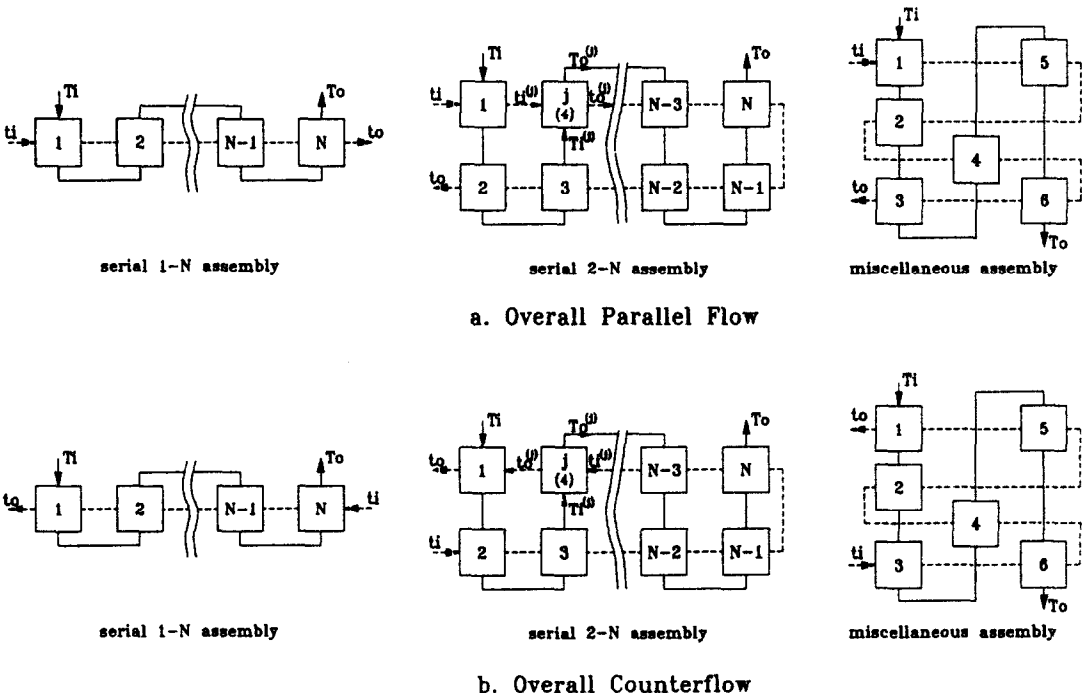 Ti
ti
1
2
N-1
N
To
to
serial 1-N assembly
Ti
ti
1
ti(j)
To(j)
j
(4)
to(j)
Ti(j)
N-3
N
To
to
2
3
N-2
N-1
serial 2-N assembly
Ti
ti
1
5
2
4
to
3
6
To
miscellaneous assembly
a. Overall Parallel Flow
Ti
to
1
2
N-1
N
To
ti
serial 1-N assembly
Ti
to
1
to(j)
To(j)
j
(4)
ti(j)
Ti(j)
N-3
N
To
ti
2
3
N-2
N-1
serial 2-N assembly
Ti
to
1
5
2
4
ti
3
6
To
miscellaneous assembly
b. Overall Counterflow